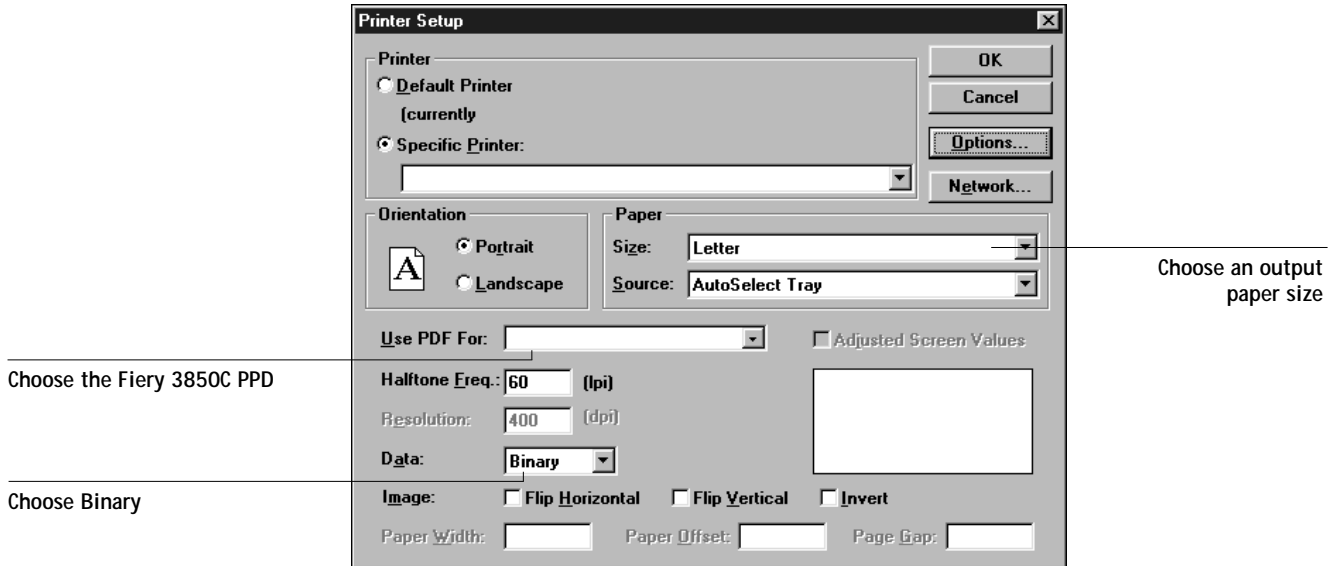 Printer Setup
Printer
OK
Default Printer
Cancel
(currently
Specific Printer:
Options...
Network...
Orientation
Paper
Portrait
Size: Letter
A
Landscape
Source: AutoSelect Tray
Choose an output
paper size
Use PDF For:
Adjusted Screen Values
Choose the Fiery 3850C PPD
Halftone Freq.: 60 (lpi)
Resolution: 400 (dpi)
Data: Binary
Choose Binary
Image: Flip Horizontal Flip Vertical Invert
Paper Width: Paper Offset: Page Gap: